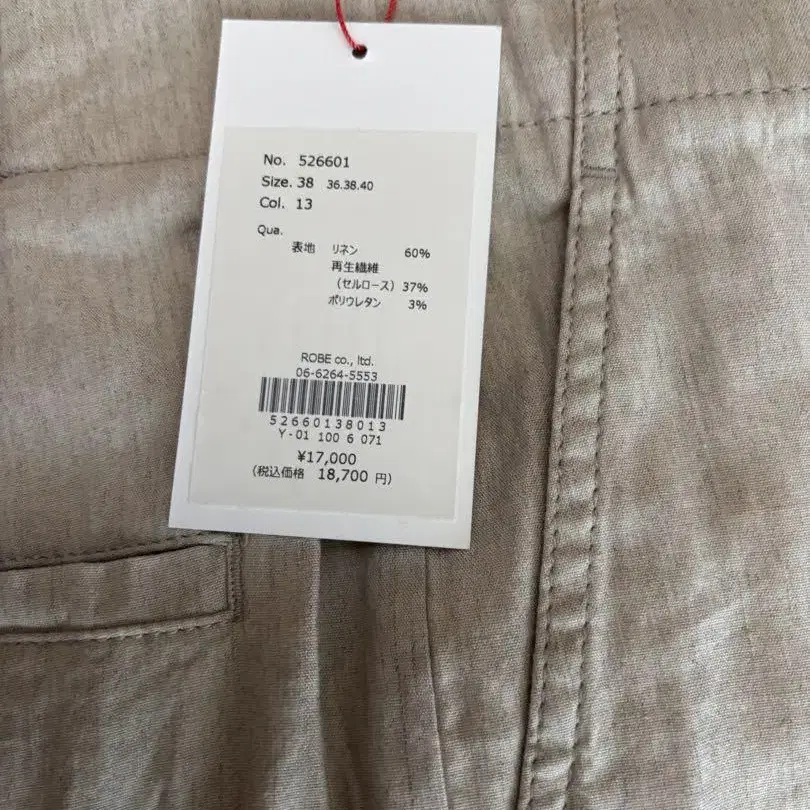 No. 526601
Size. 38 36.38.40
Col. 13
Qua.
表地 リネン 60%
再生繊維
(セルロース) 37%
ポリウレタン 3%
ROBE co., ltd.
06-6264-5553
52660138013
Y-01 100 6 071
¥17,000
(税込価格 18,700 円)